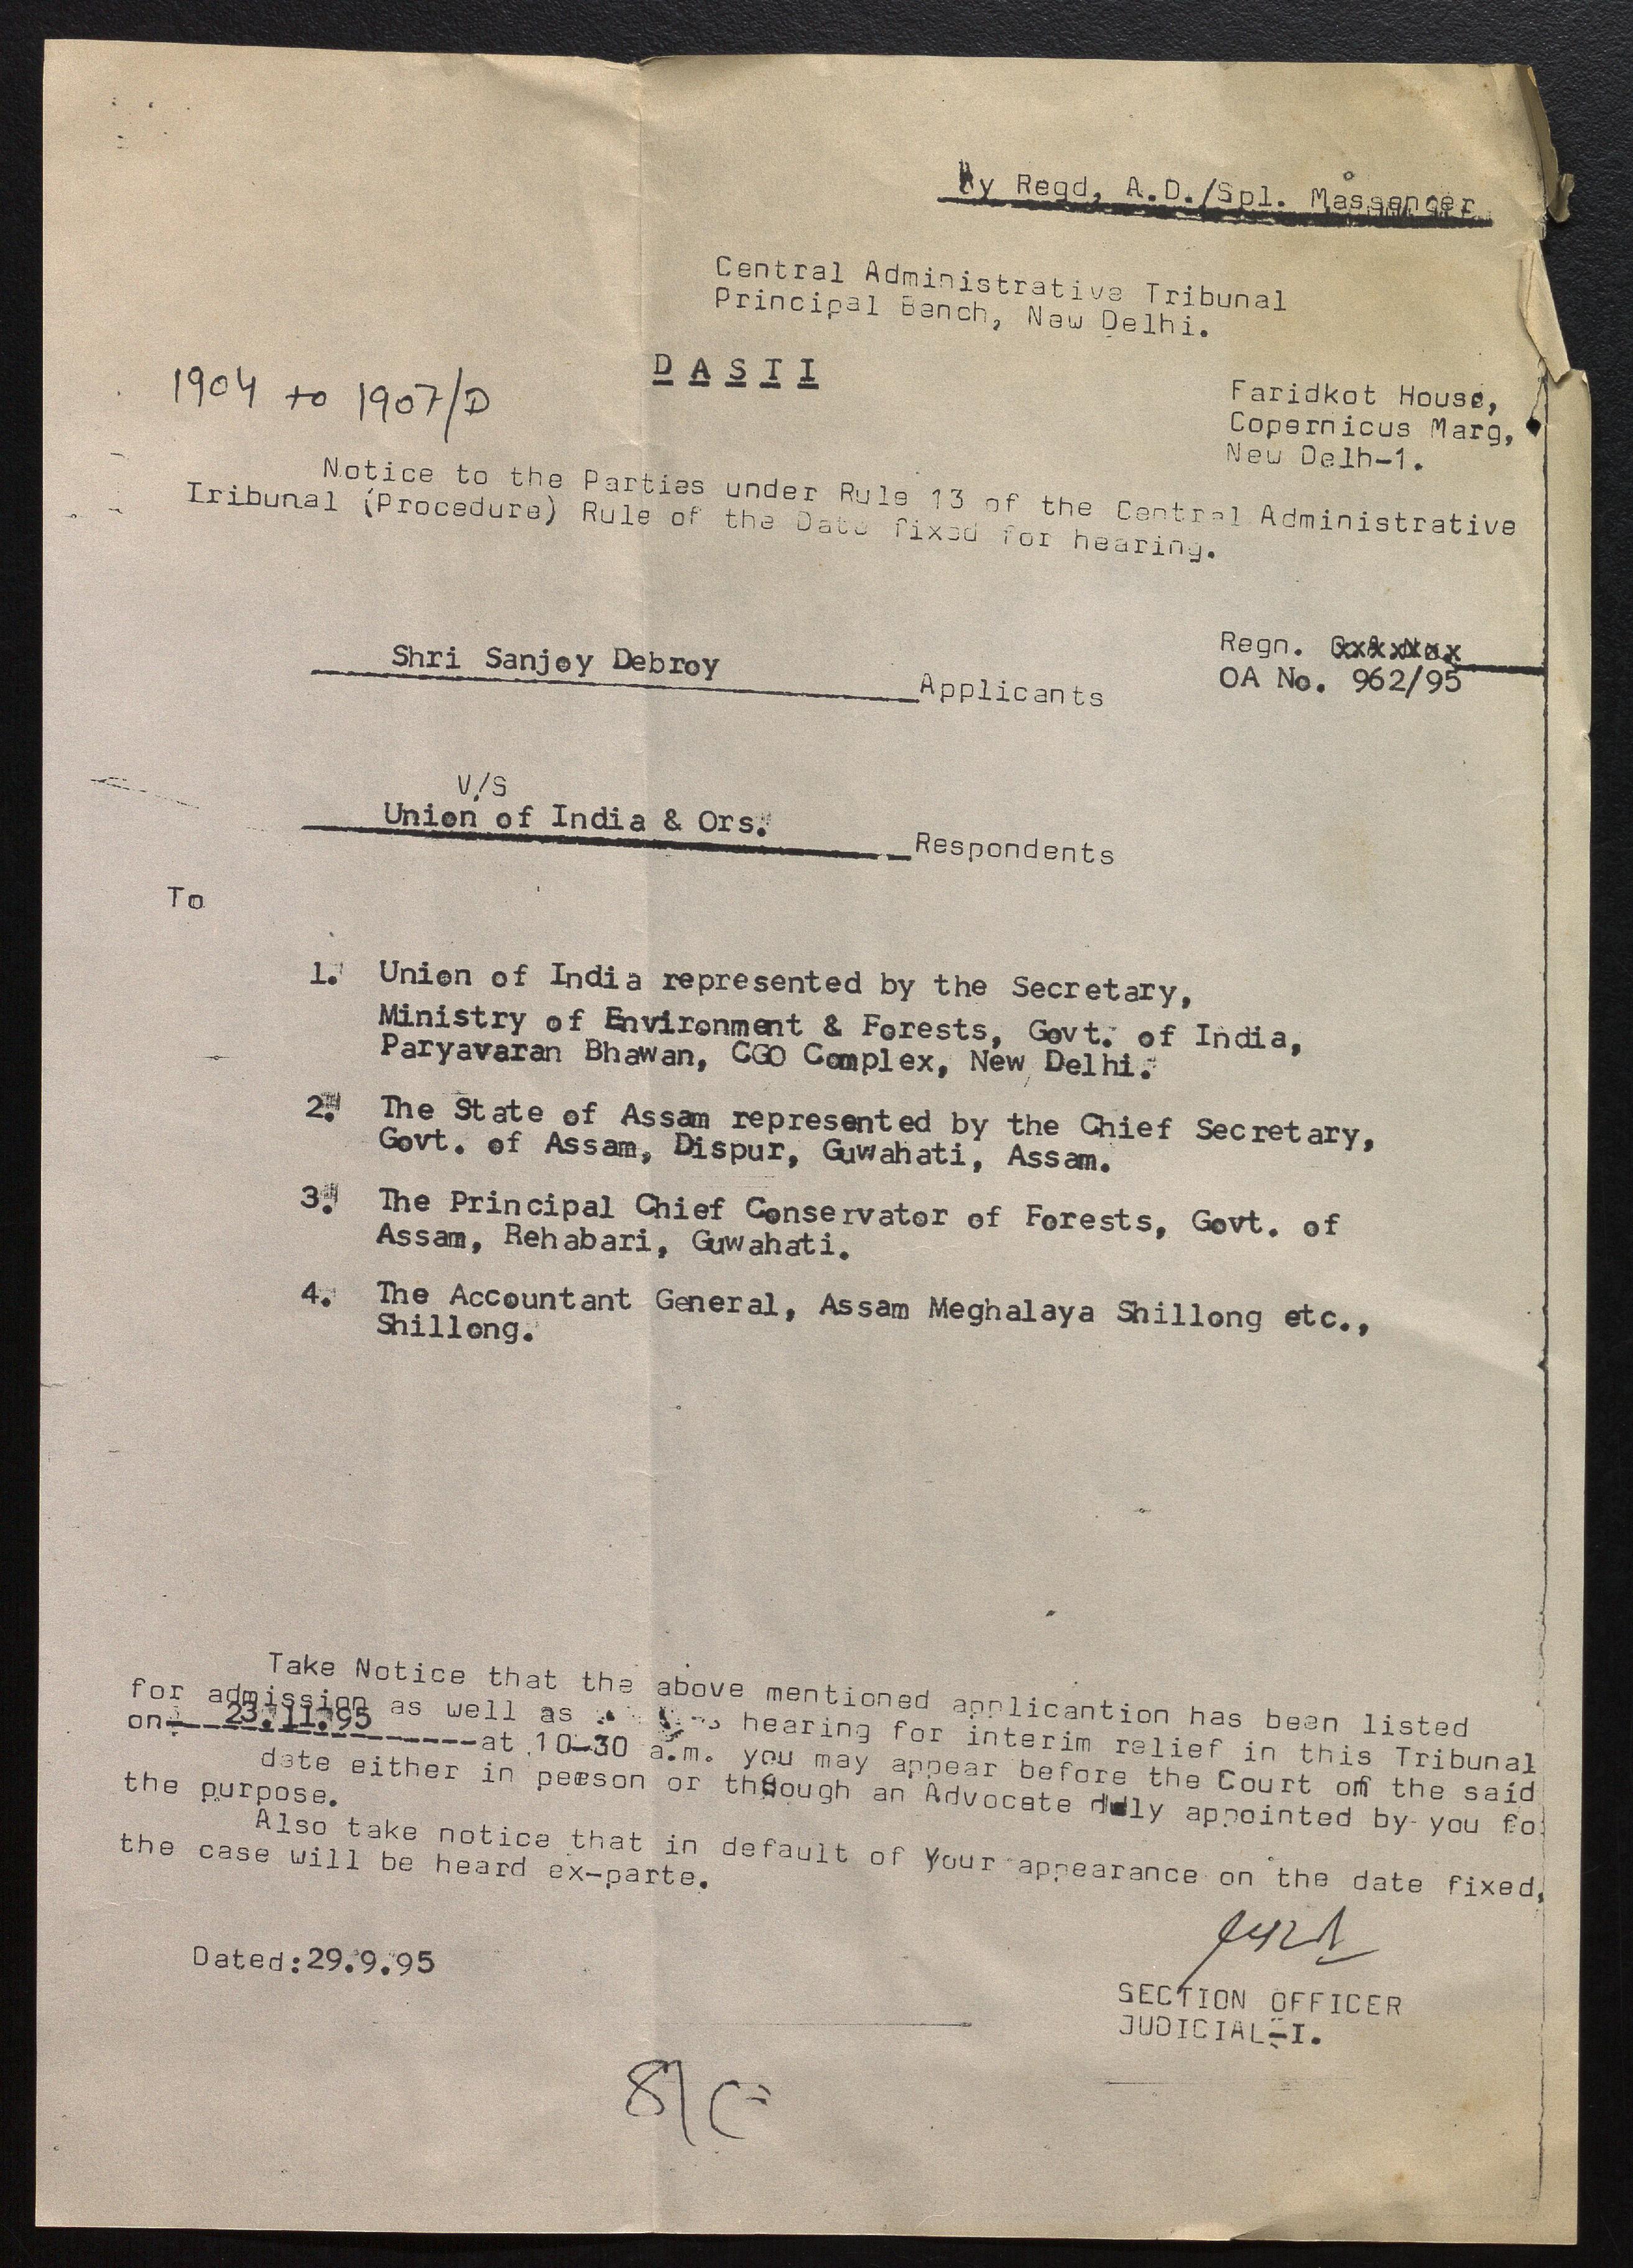 By Regd, A.D./Spl. Messenger
Central Administrative Tribunal
Principal Bench, New Delhi.
D A S T I
1904 to 1907/D
Faridkot House,
Copernicus Marg,
New Delh-1.
Notice to the Parties under Rule 13 of the Central Administrative
Tribunal (Procedure) Rule of the Date fixed for hearing.
Shri Sanjoy Debroy
Applicants
Regn.
OA No. 962/95
V/S
Union of India & Ors.
Respondents
To
1. Union of India represented by the Secretary,
Ministry of Environment & Forests, Govt. of India,
Paryavaran Bhawan, CGO Complex, New Delhi.
2. The State of Assam represented by the Chief Secretary,
Govt. of Assam, Dispur, Guwahati, Assam.
3. The Principal Chief Conservator of Forests, Govt. of
Assam, Rehabari, Guwahati.
4. The Accountant General, Assam Meghalaya Shillong etc.,
Shillong.
Take Notice that the above mentioned applicantion has been listed
for admission as well as hearing for interim relief in this Tribunal
on 23.11.95 at 10-30 a.m. you may appear before the Court on the said
date either in person or through an Advocate duly appointed by you fo
the purpose.
Also take notice that in default of Your appearance on the date fixed,
the case will be heard ex-parte.
Dated:29.9.95
SECTION OFFICER
JUDICIAL-I.